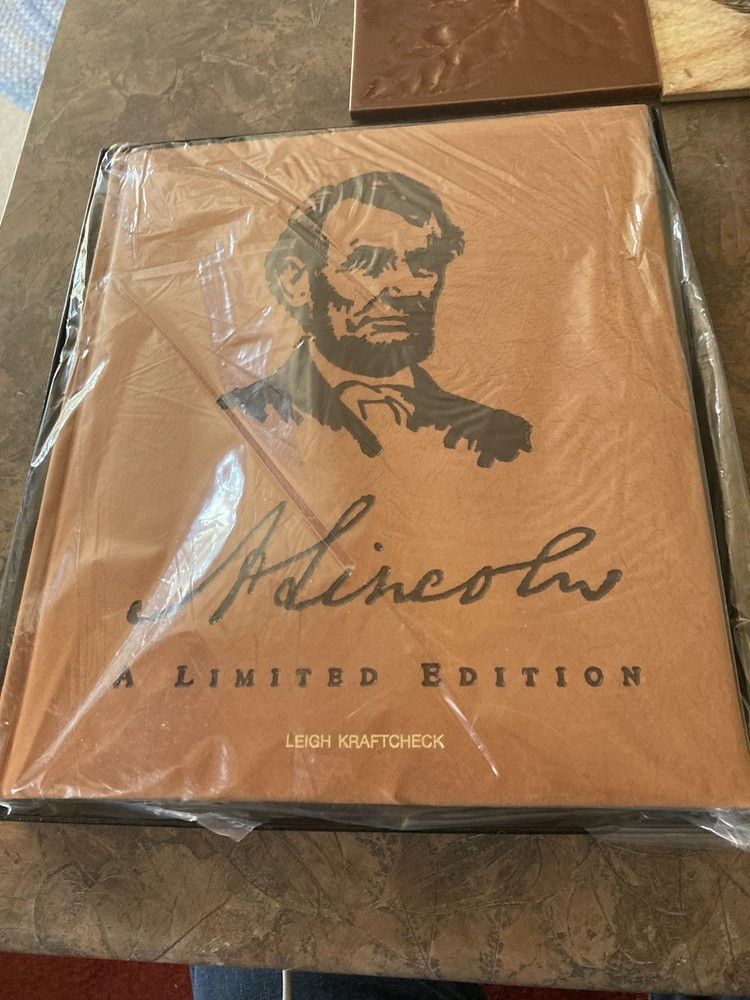 A Lincoln
A LIMITED EDITION
LEIGH KRAFTCHECK